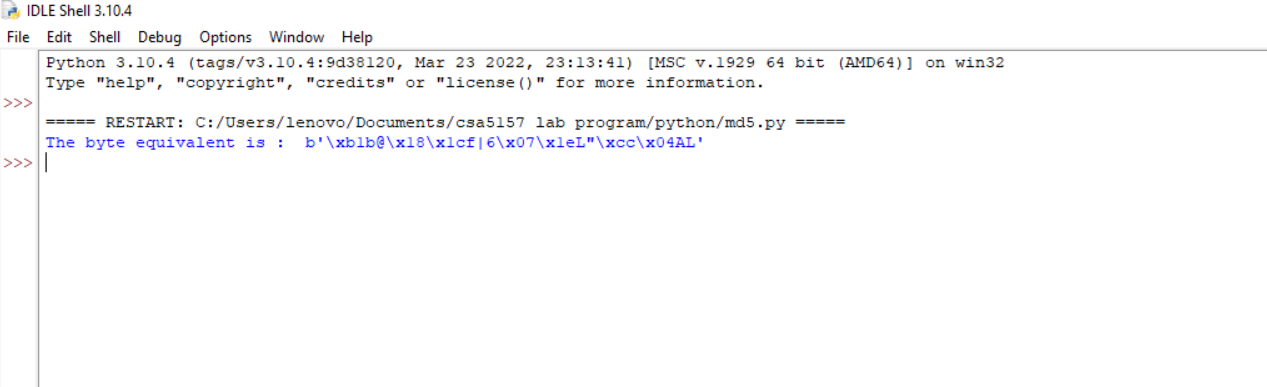 IDLE Shell 3.10.4
File Edit Shell Debug Options Window Help
Python 3.10.4 (tags/v3.10.4:9d38120, Mar 23 2022, 23:13:41) [MSC v.1929 64 bit (AMD64)] on win32
Type "help", "copyright", "credits" or "license()" for more information.
>>>
===== RESTART: C:/Users/lenovo/Documents/csa5157 lab program/python/md5.py =====
The byte equivalent is :  b'\xb1b@\x18\x1cf|6\x07\x1eL"\xcc\x04AL'
>>>